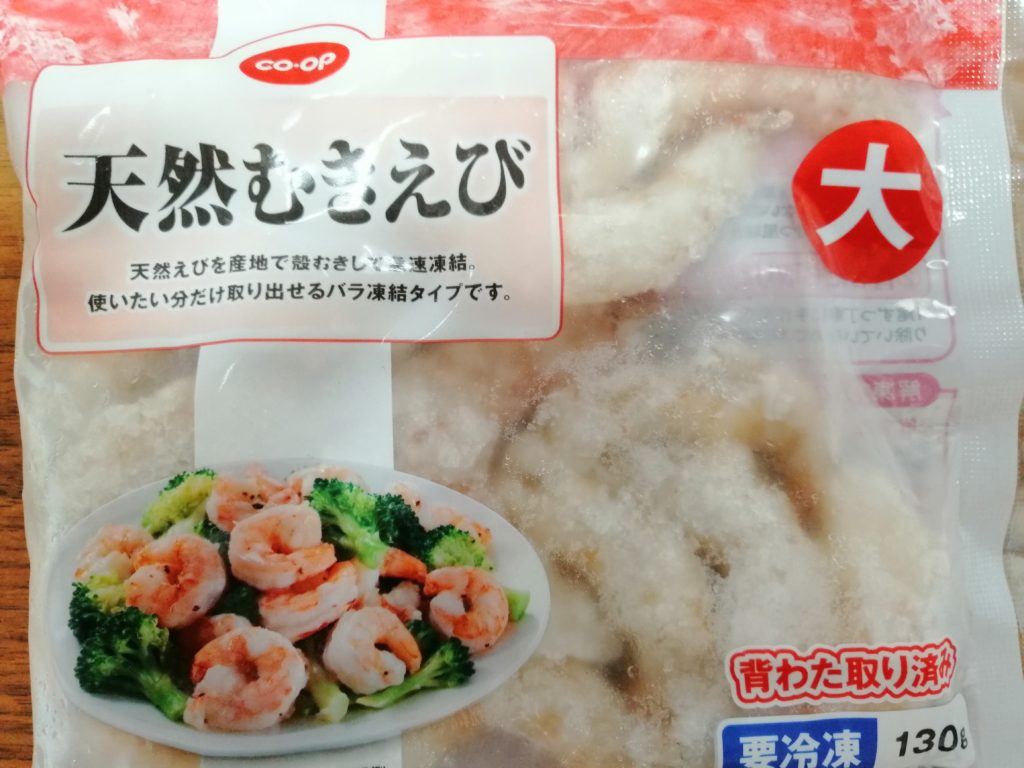 CO・OP
天然むきえび
天然えびを産地で殻むきし急速凍結。
使いたい分だけ取り出せるバラ凍結タイプです。
大
背わた取り済み
要冷凍
130g